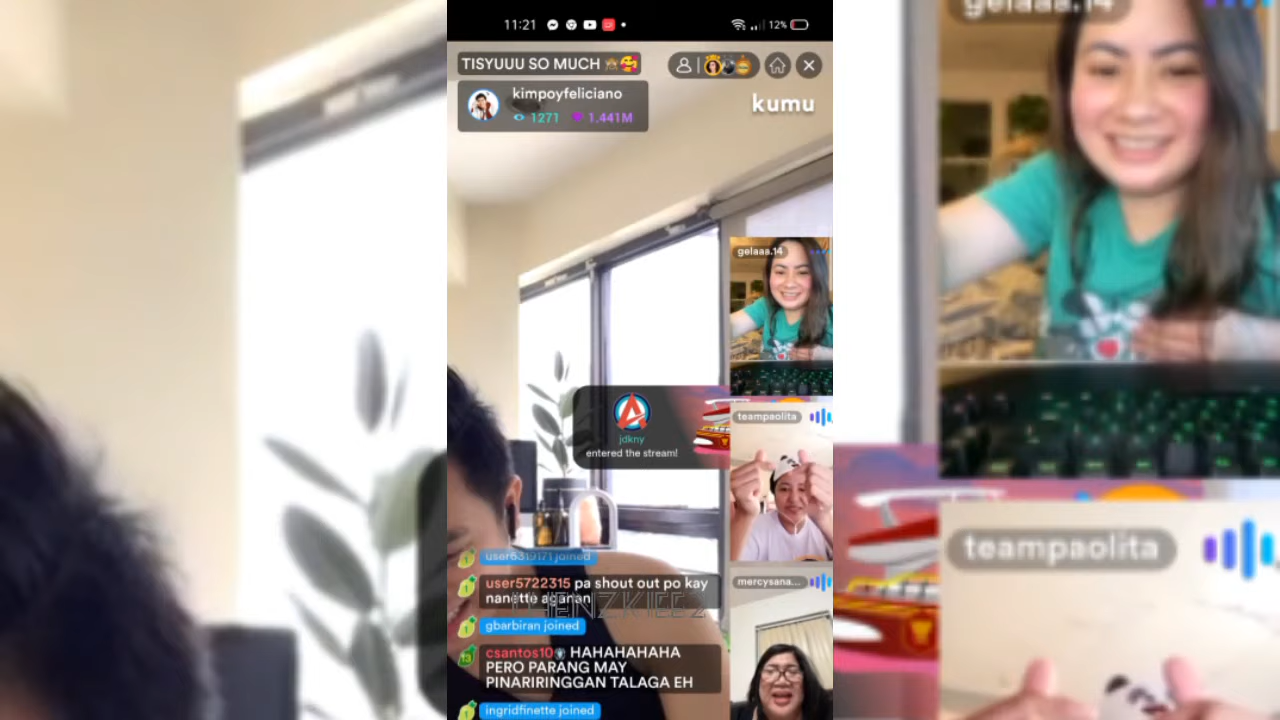 11:21
12%
TISYUUU SO MUCH
kimpoyfeliciano
1271
1.441M
kumu
gelaaa.14
jdkny
entered the stream!
teampaolita
mercysana...
user6319171 joined
user5722315 pa shout out po kay
nanette aganan
gbarbiran joined
csantos10 HAHAHAHAHA
PERO PARANG MAY
PINARIRINGGAN TALAGA EH
ingridfinette joined
gelaaa.14
teampaolita